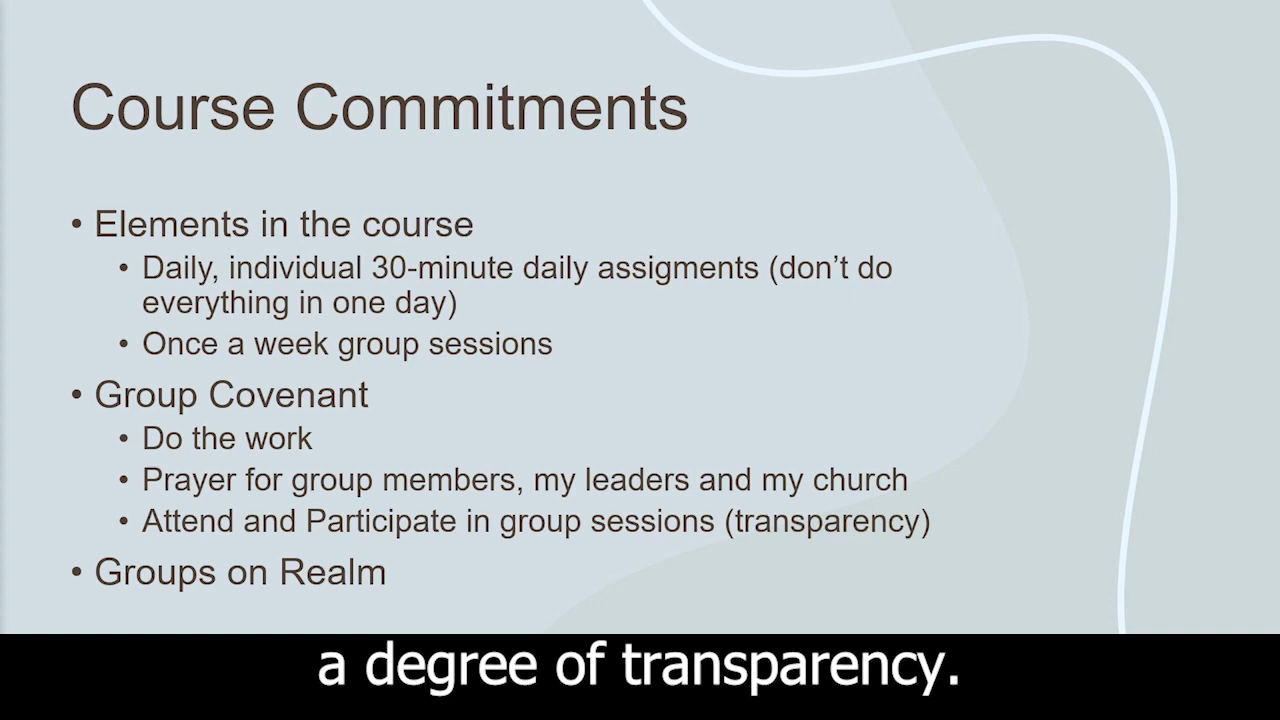 Course Commitments
• Elements in the course
• Daily, individual 30-minute daily assigments (don’t do
everything in one day)
• Once a week group sessions
• Group Covenant
• Do the work
• Prayer for group members, my leaders and my church
• Attend and Participate in group sessions (transparency)
• Groups on Realm
a degree of transparency.